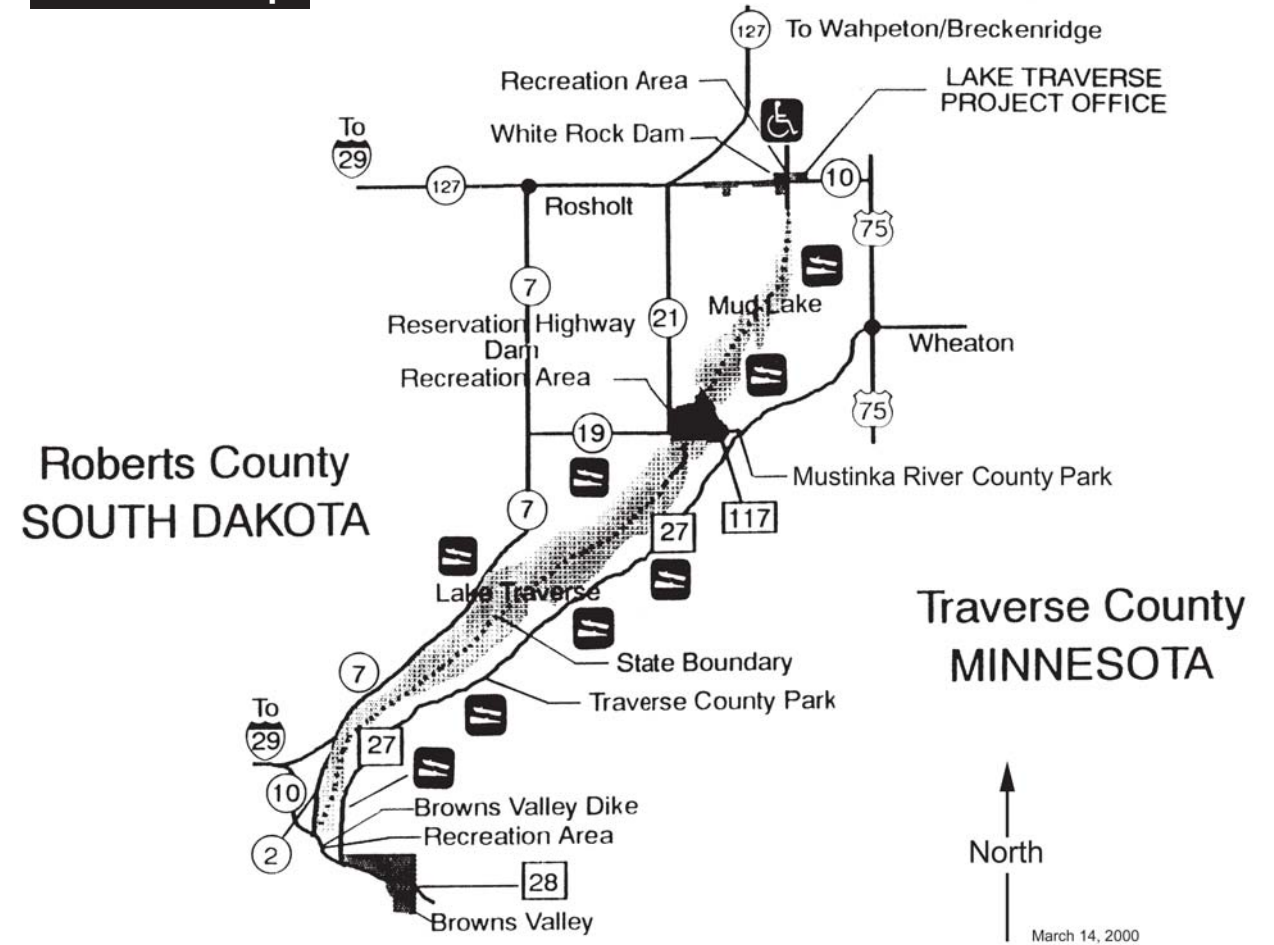 127
To Wahpeton/Breckenridge
Recreation Area
LAKE TRAVERSE
PROJECT OFFICE
White Rock Dam
To
29
127
10
Rosholt
75
7
Mud Lake
21
Reservation Highway
Dam
Recreation Area
Wheaton
75
19
Roberts County
SOUTH DAKOTA
Mustinka River County Park
7
27
117
Lake Traverse
Traverse County
MINNESOTA
State Boundary
7
Traverse County Park
To
29
27
10
Browns Valley Dike
Recreation Area
2
North
28
Browns Valley
March 14, 2000